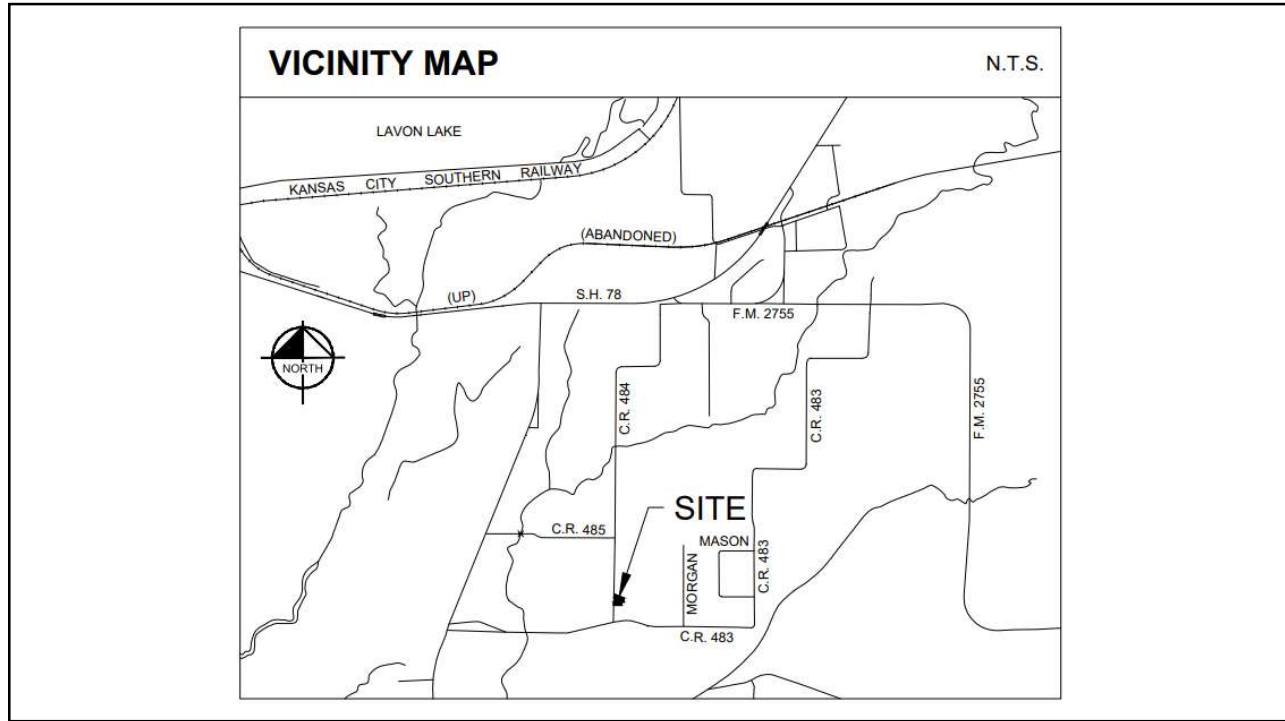 VICINITY MAP
N.T.S.
LAVON LAKE
KANSAS CITY SOUTHERN RAILWAY
(ABANDONED)
(UP)
S.H. 78
F.M. 2755
NORTH
C.R. 484
C.R. 483
F.M. 2755
SITE
C.R. 485
MASON
MORGAN
C.R. 483
C.R. 483